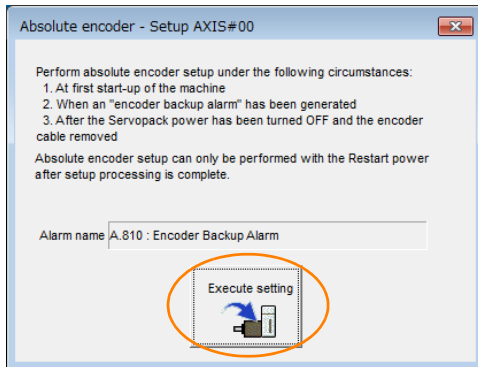 Absolute encoder - Setup AXIS#00
Perform absolute encoder setup under the following circumstances:
1. At first start-up of the machine
2. When an "encoder backup alarm" has been generated
3. After the Servopack power has been turned OFF and the encoder
cable removed
Absolute encoder setup can only be performed with the Restart power
after setup processing is complete.
Alarm name A.810 : Encoder Backup Alarm
Execute setting